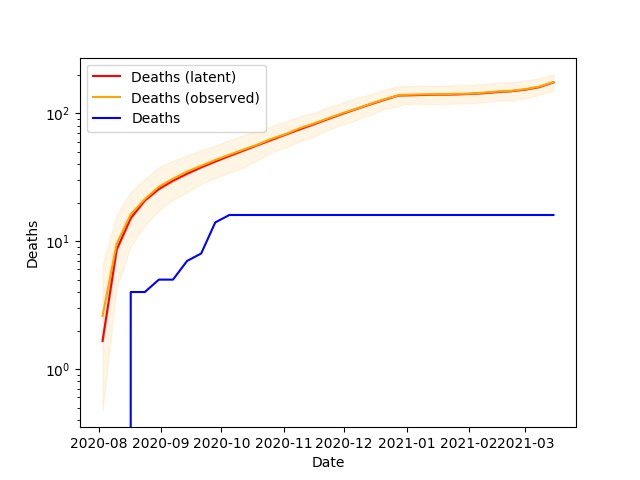 Deaths (latent)
Deaths (observed)
Deaths
10²
10¹
10⁰
Deaths
2020-08 2020-09 2020-10 2020-11 2020-12 2021-01 2021-02 2021-03
Date